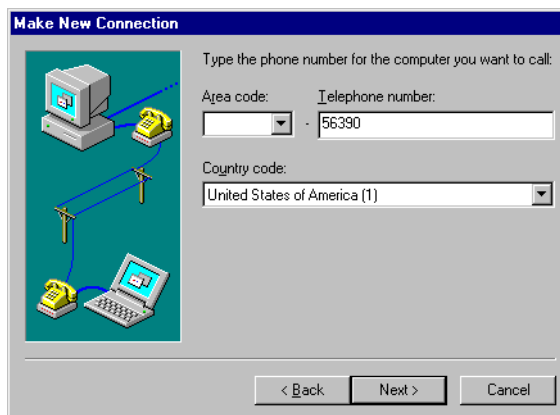 Make New Connection
Type the phone number for the computer you want to call:
Area code: Telephone number:
- 56390
Country code:
United States of America (1)
< Back Next > Cancel